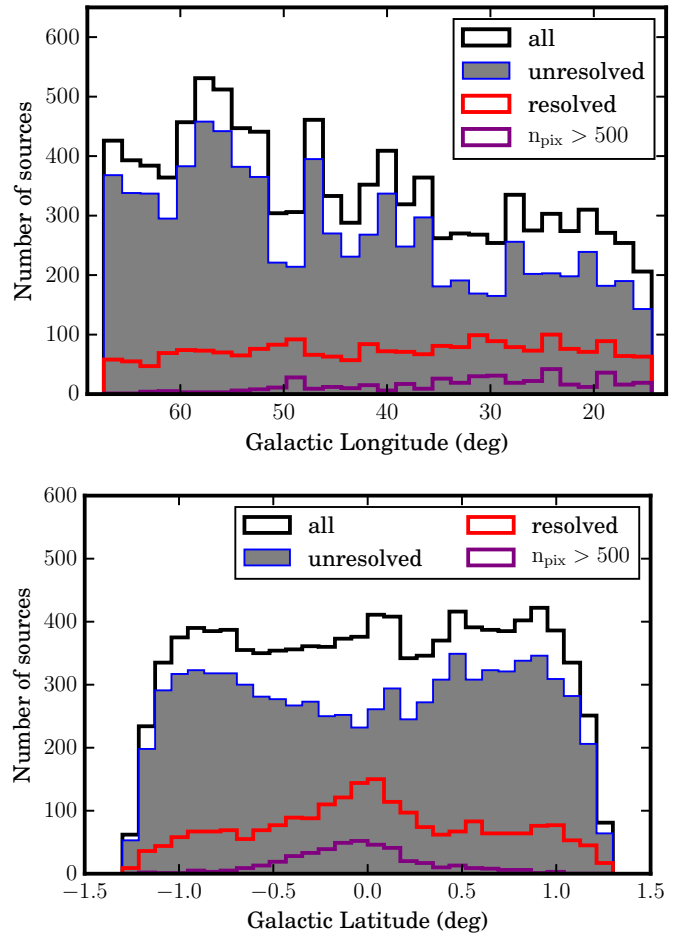 600
500
400
300
200
100
0
Number of sources
all
unresolved
resolved
n_pix > 500
60 50 40 30 20
Galactic Longitude (deg)
600
500
400
300
200
100
0
Number of sources
all resolved
unresolved n_pix > 500
−1.5 −1.0 −0.5 0.0 0.5 1.0 1.5
Galactic Latitude (deg)